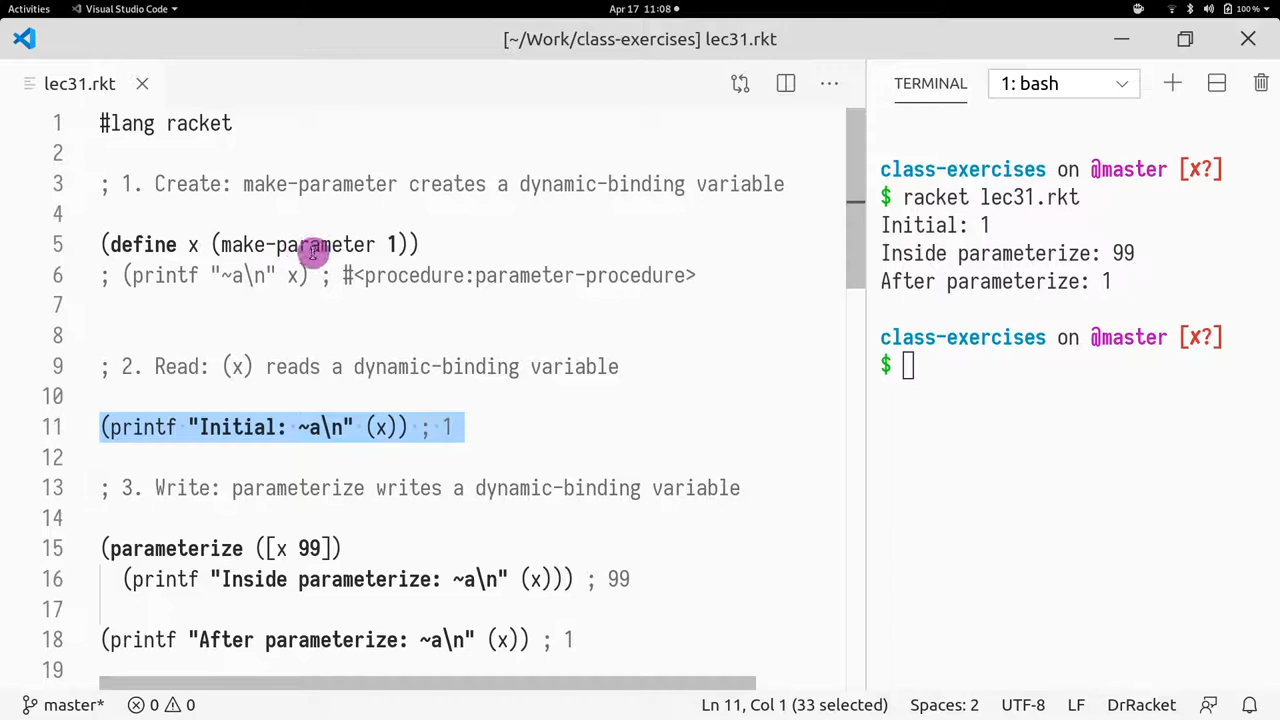 Activities Visual Studio Code Apr 17 11:08 100 %
[~/Work/class-exercises] lec31.rkt
lec31.rkt
TERMINAL 1: bash
1 #lang racket
2
3 ; 1. Create: make-parameter creates a dynamic-binding variable
4
5 (define x (make-parameter 1))
6 ; (printf "~a\n" x) ; #<procedure:parameter-procedure>
7
8
9 ; 2. Read: (x) reads a dynamic-binding variable
10
11 (printf "Initial: ~a\n" (x)) ; 1
12
13 ; 3. Write: parameterize writes a dynamic-binding variable
14
15 (parameterize ([x 99])
16 (printf "Inside parameterize: ~a\n" (x))) ; 99
17
18 (printf "After parameterize: ~a\n" (x)) ; 1
19
class-exercises on @master [✘?]
$ racket lec31.rkt
Initial: 1
Inside parameterize: 99
After parameterize: 1
class-exercises on @master [✘?]
$
master* 0 0 Ln 11, Col 1 (33 selected) Spaces: 2 UTF-8 LF DrRacket